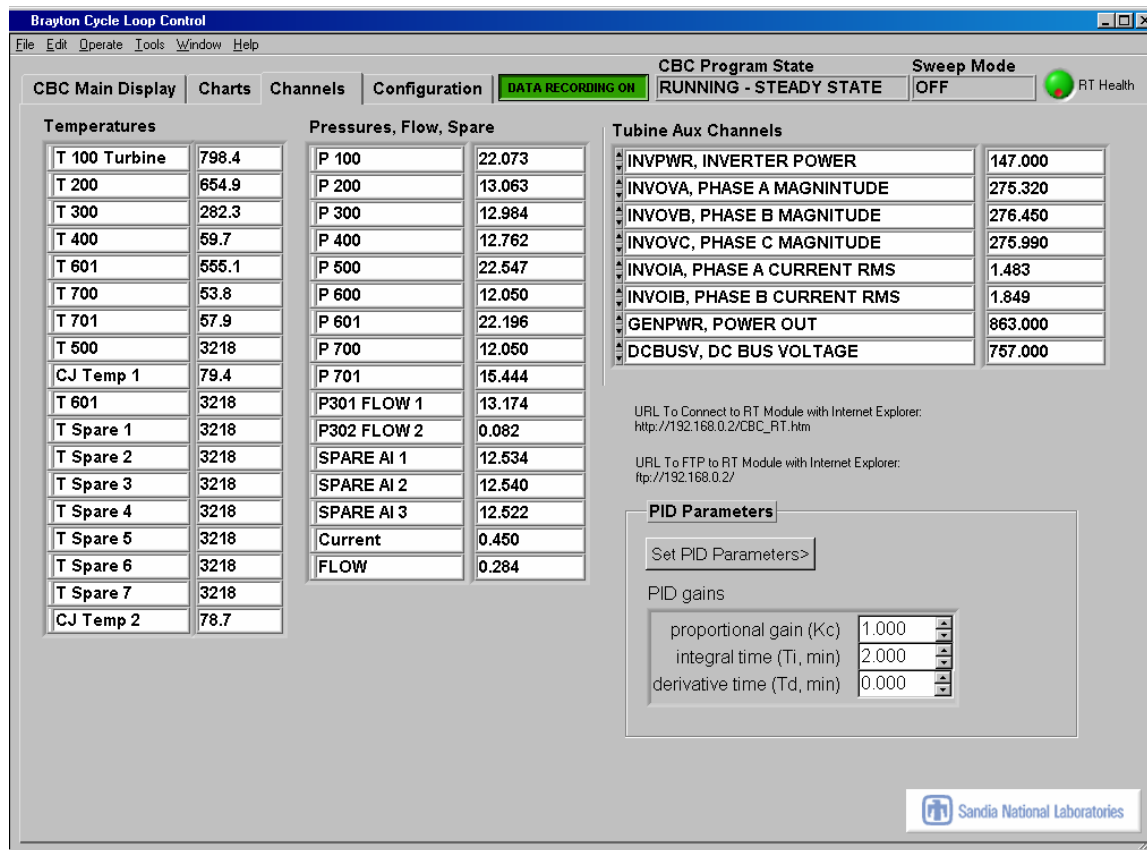 Brayton Cycle Loop Control
File Edit Operate Tools Window Help
CBC Main Display Charts Channels Configuration DATA RECORDING ON
CBC Program State
RUNNING - STEADY STATE
Sweep Mode
OFF
RT Health
Temperatures
T 100 Turbine 798.4
T 200 654.9
T 300 282.3
T 400 59.7
T 601 555.1
T 700 53.8
T 701 57.9
T 500 3218
CJ Temp 1 79.4
T 601 3218
T Spare 1 3218
T Spare 2 3218
T Spare 3 3218
T Spare 4 3218
T Spare 5 3218
T Spare 6 3218
T Spare 7 3218
CJ Temp 2 78.7
Pressures, Flow, Spare
P 100 22.073
P 200 13.063
P 300 12.984
P 400 12.762
P 500 22.547
P 600 12.050
P 601 22.196
P 700 12.050
P 701 15.444
P301 FLOW 1 13.174
P302 FLOW 2 0.082
SPARE AI 1 12.534
SPARE AI 2 12.540
SPARE AI 3 12.522
Current 0.450
FLOW 0.284
Tubine Aux Channels
INVPWR, INVERTER POWER 147.000
INVOVA, PHASE A MAGNINTUDE 275.320
INVOVB, PHASE B MAGNITUDE 276.450
INVOVC, PHASE C MAGNITUDE 275.990
INVOIA, PHASE A CURRENT RMS 1.483
INVOIB, PHASE B CURRENT RMS 1.849
GENPWR, POWER OUT 863.000
DCBUSV, DC BUS VOLTAGE 757.000
URL To Connect to RT Module with Internet Explorer:
http://192.168.0.2/CBC_RT.htm
URL To FTP to RT Module with Internet Explorer:
ftp://192.168.0.2/
PID Parameters
Set PID Parameters>
PID gains
proportional gain (Kc) 1.000
integral time (Ti, min) 2.000
derivative time (Td, min) 0.000
Sandia National Laboratories